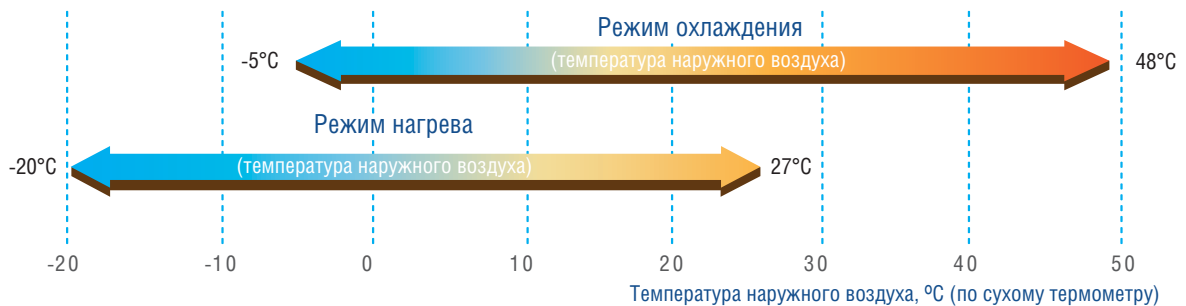 Режим охлаждения
-5°C (температура наружного воздуха) 48°C
Режим нагрева
-20°C (температура наружного воздуха) 27°C
-20 -10 0 10 20 30 40 50
Температура наружного воздуха, ºС (по сухому термометру)